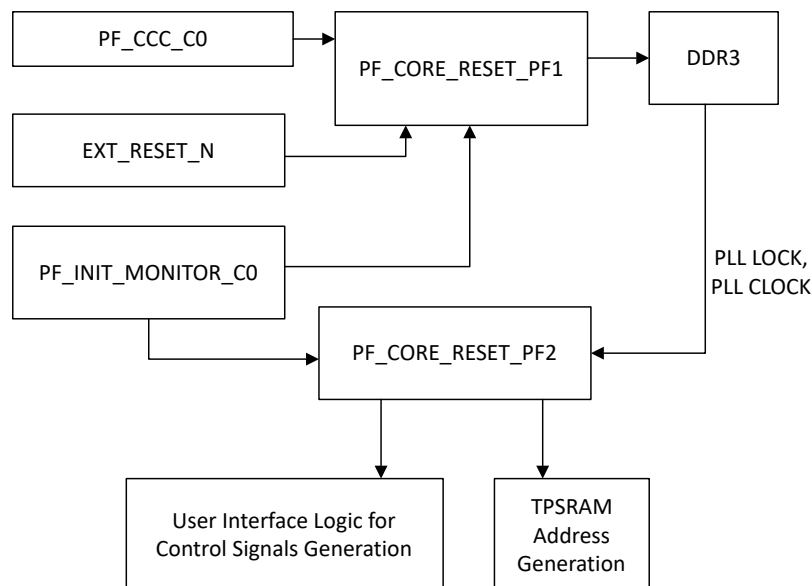 PF_CCC_C0
PF_CORE_RESET_PF1
DDR3
EXT_RESET_N
PF_INIT_MONITOR_C0
PLL LOCK,
PLL CLOCK
PF_CORE_RESET_PF2
User Interface Logic for
Control Signals Generation
TPSRAM
Address
Generation